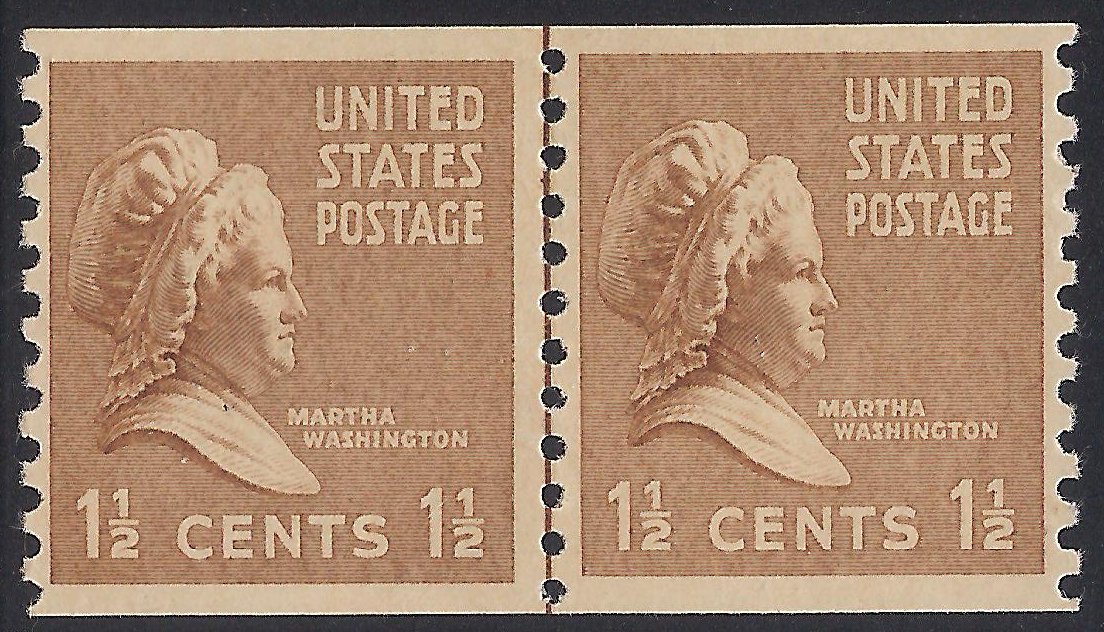 UNITED
STATES
POSTAGE
MARTHA
WASHINGTON
1½ CENTS 1½
UNITED
STATES
POSTAGE
MARTHA
WASHINGTON
1½ CENTS 1½